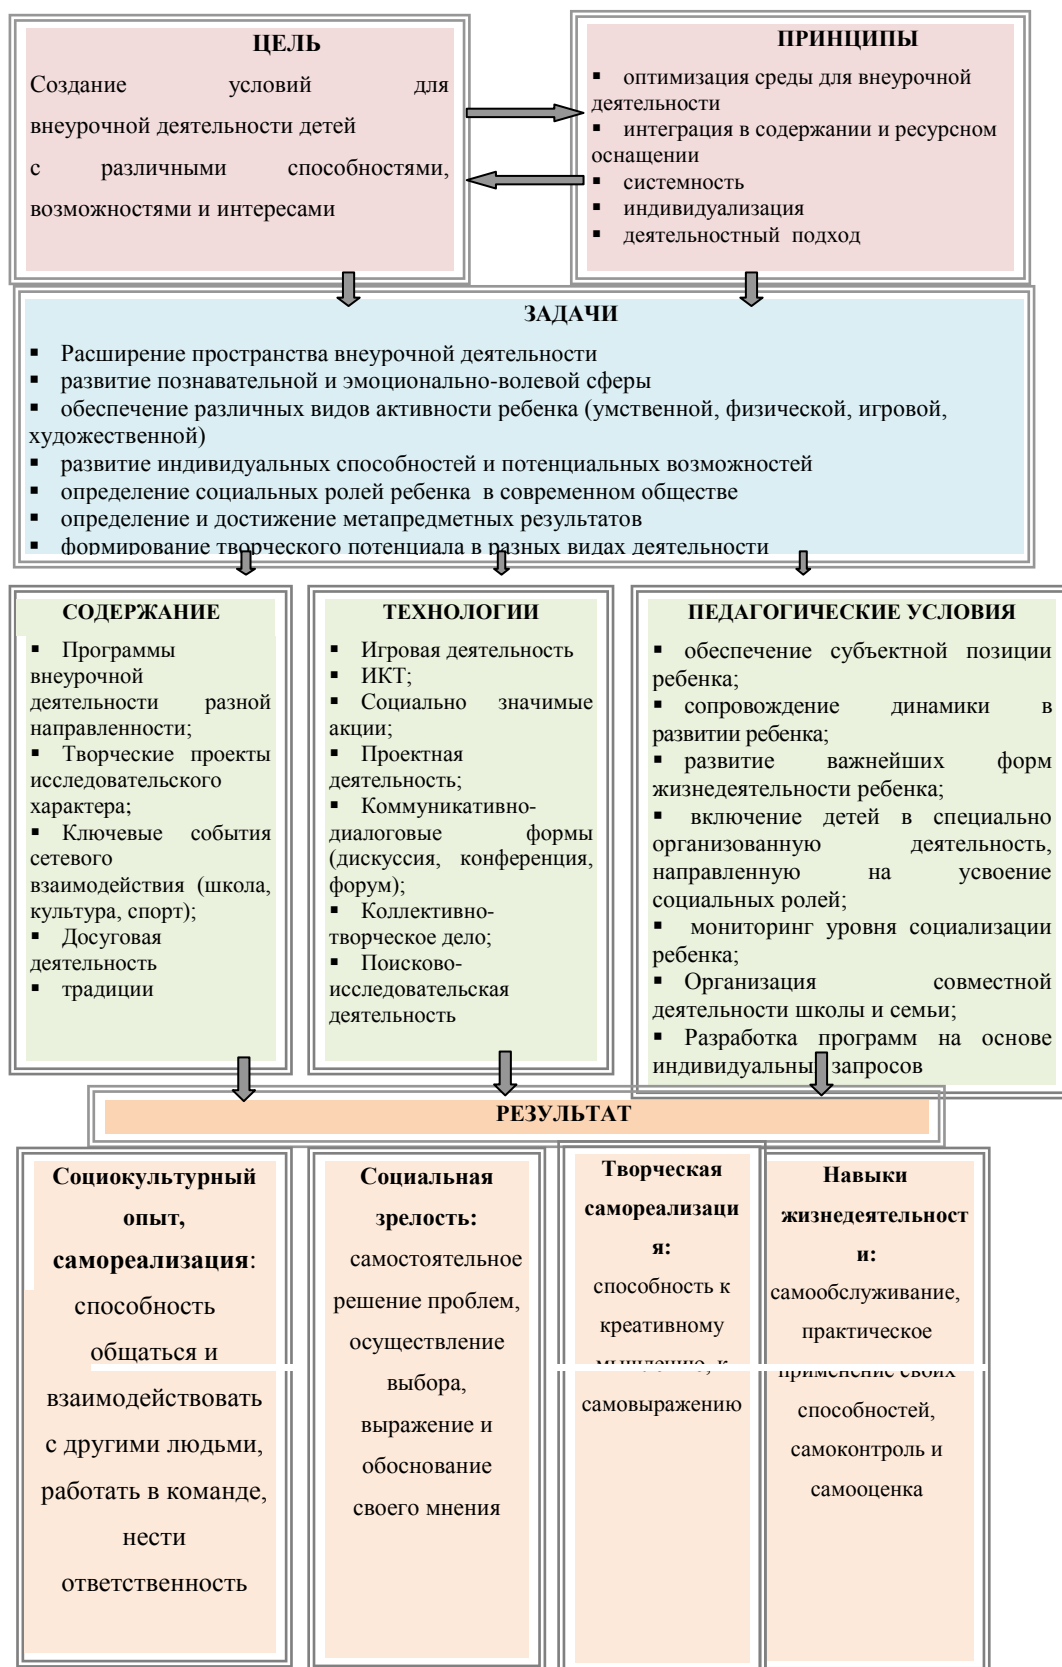 ЦЕЛЬ
Создание условий для
внеурочной деятельности детей
с различными способностями,
возможностями и интересами
ПРИНЦИПЫ
▪ оптимизация среды для внеурочной
деятельности
▪ интеграция в содержании и ресурсном
оснащении
▪ системность
▪ индивидуализация
▪ деятельностный подход
ЗАДАЧИ
▪ Расширение пространства внеурочной деятельности
▪ развитие познавательной и эмоционально-волевой сферы
▪ обеспечение различных видов активности ребенка (умственной, физической, игровой,
художественной)
▪ развитие индивидуальных способностей и потенциальных возможностей
▪ определение социальных ролей ребенка в современном обществе
▪ определение и достижение метапредметных результатов
▪ формирование творческого потенциала в разных видах деятельности
СОДЕРЖАНИЕ
▪ Программы
внеурочной
деятельности разной
направленности;
▪ Творческие проекты
исследовательского
характера;
▪ Ключевые события
сетевого
взаимодействия (школа,
культура, спорт);
▪ Досуговая
деятельность
▪ традиции
ТЕХНОЛОГИИ
▪ Игровая деятельность
▪ ИКТ;
▪ Социально значимые
акции;
▪ Проектная
деятельность;
▪ Коммуникативно-
диалоговые формы
(дискуссия, конференция,
форум);
▪ Коллективно-
творческое дело;
▪ Поисково-
исследовательская
деятельность
ПЕДАГОГИЧЕСКИЕ УСЛОВИЯ
▪ обеспечение субъектной позиции
ребенка;
▪ сопровождение динамики в
развитии ребенка;
▪ развитие важнейших форм
жизнедеятельности ребенка;
▪ включение детей в специально
организованную деятельность,
направленную на усвоение
социальных ролей;
▪ мониторинг уровня социализации
ребенка;
▪ Организация совместной
деятельности школы и семьи;
▪ Разработка программ на основе
индивидуальных запросов
РЕЗУЛЬТАТ
Социокультурный
опыт,
самореализация:
способность
общаться и
взаимодействовать
с другими людьми,
работать в команде,
нести
ответственность
Социальная
зрелость:
самостоятельное
решение проблем,
осуществление
выбора,
выражение и
обоснование
своего мнения
Творческая
самореализаци
я:
способность к
креативному
мышлению, к
самовыражению
Навыки
жизнедеятельност
и:
самообслуживание,
практическое
применение своих
способностей,
самоконтроль и
самооценка